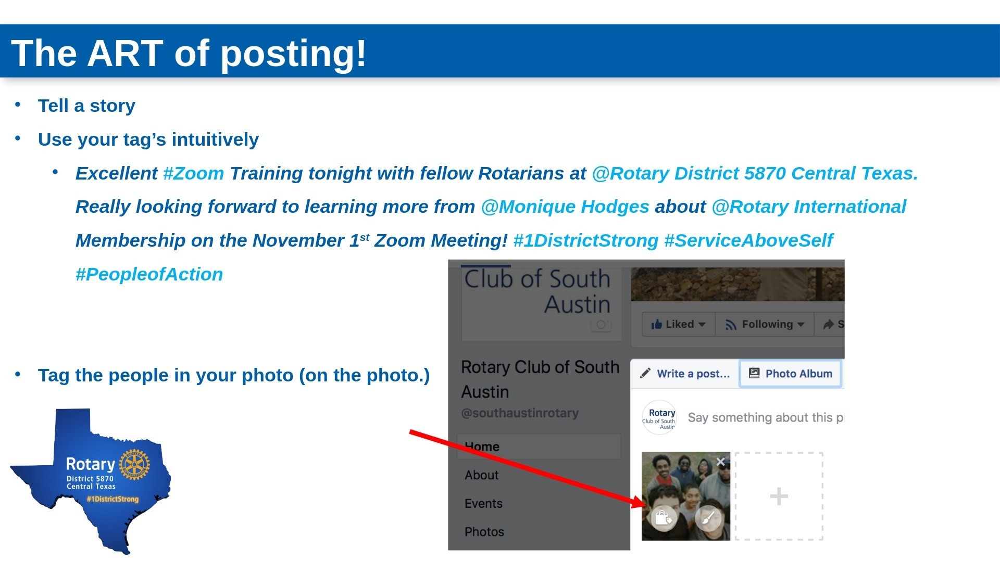 The ART of posting!
• Tell a story
• Use your tag’s intuitively
• Excellent #Zoom Training tonight with fellow Rotarians at @Rotary District 5870 Central Texas.
Really looking forward to learning more from @Monique Hodges about @Rotary International
Membership on the November 1st Zoom Meeting! #1DistrictStrong #ServiceAboveSelf
#PeopleofAction
• Tag the people in your photo (on the photo.)
Club of South
Austin
Liked
Following
S
Rotary Club of South
Austin
@southaustinrotary
Home
About
Events
Photos
Write a post...
Photo Album
Rotary
Club of South
Austin
Say something about this p
Rotary
District 5870
Central Texas
#1DistrictStrong